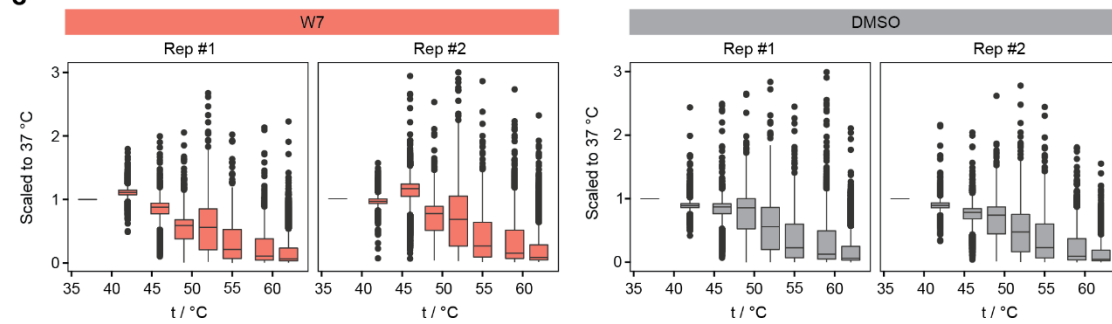 W7 DMSO
Rep #1 Rep #2 Rep #1 Rep #2
Scaled to 37 °C
3
2
1
0
Scaled to 37 °C
3
2
1
0
35 40 45 50 55 60 35 40 45 50 55 60 35 40 45 50 55 60 35 40 45 50 55 60
t / °C t / °C t / °C t / °C